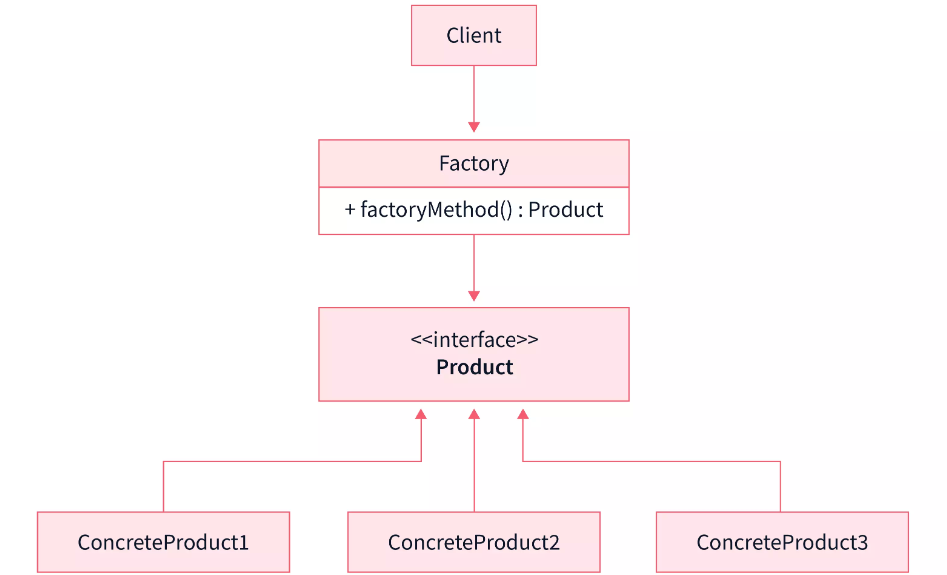 Client
Factory
+ factoryMethod() : Product
<<interface>>
Product
ConcreteProduct1
ConcreteProduct2
ConcreteProduct3